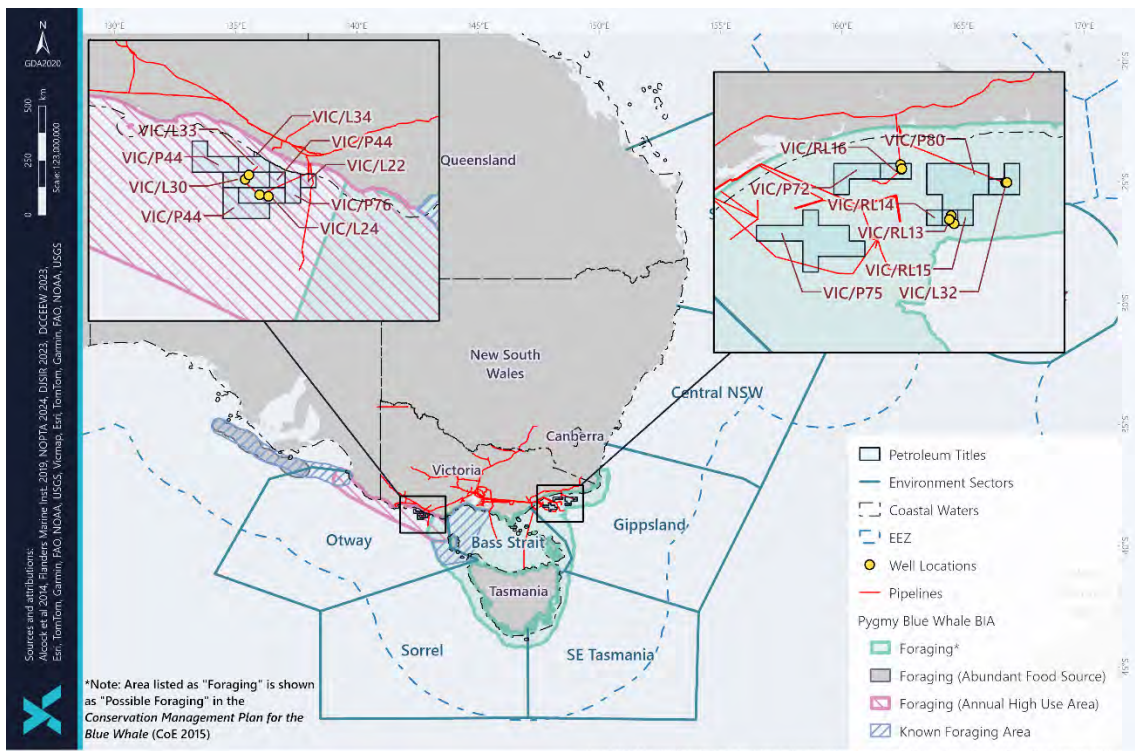 130°E
135°E
140°E
145°E
150°E
155°E
160°E
165°E
170°E
20°S
25°S
30°S
35°S
40°S
45°S
N
GDA2020
km
500
250
0
Scale:1:23,000,000
Sources and attributions:
Alcock et al 2014, Flanders Marine Inst. 2019, NOPTA 2024, DJSIR 2023, DCCEEW 2023,
Esri, TomTom, Garmin, FAO, NOAA, USGS, Vicmap, Esri, TomTom, Garmin, FAO, NOAA, USGS
VIC/L34
VIC/L33
VIC/P44
VIC/P44
VIC/L22
VIC/L30
VIC/P76
VIC/P44
VIC/L24
VIC/P80
VIC/RL16
VIC/P72
VIC/RL14
VIC/RL13
VIC/RL15
VIC/P75
VIC/L32
Queensland
New South
Wales
Central NSW
Canberra
Victoria
Otway
Bass Strait
Gippsland
Tasmania
Sorrel
SE Tasmania
Petroleum Titles
Environment Sectors
Coastal Waters
EEZ
Well Locations
Pipelines
Pygmy Blue Whale BIA
Foraging*
Foraging (Abundant Food Source)
Foraging (Annual High Use Area)
Known Foraging Area
*Note: Area listed as "Foraging" is shown
as "Possible Foraging" in the
Conservation Management Plan for the
Blue Whale (CoE 2015)